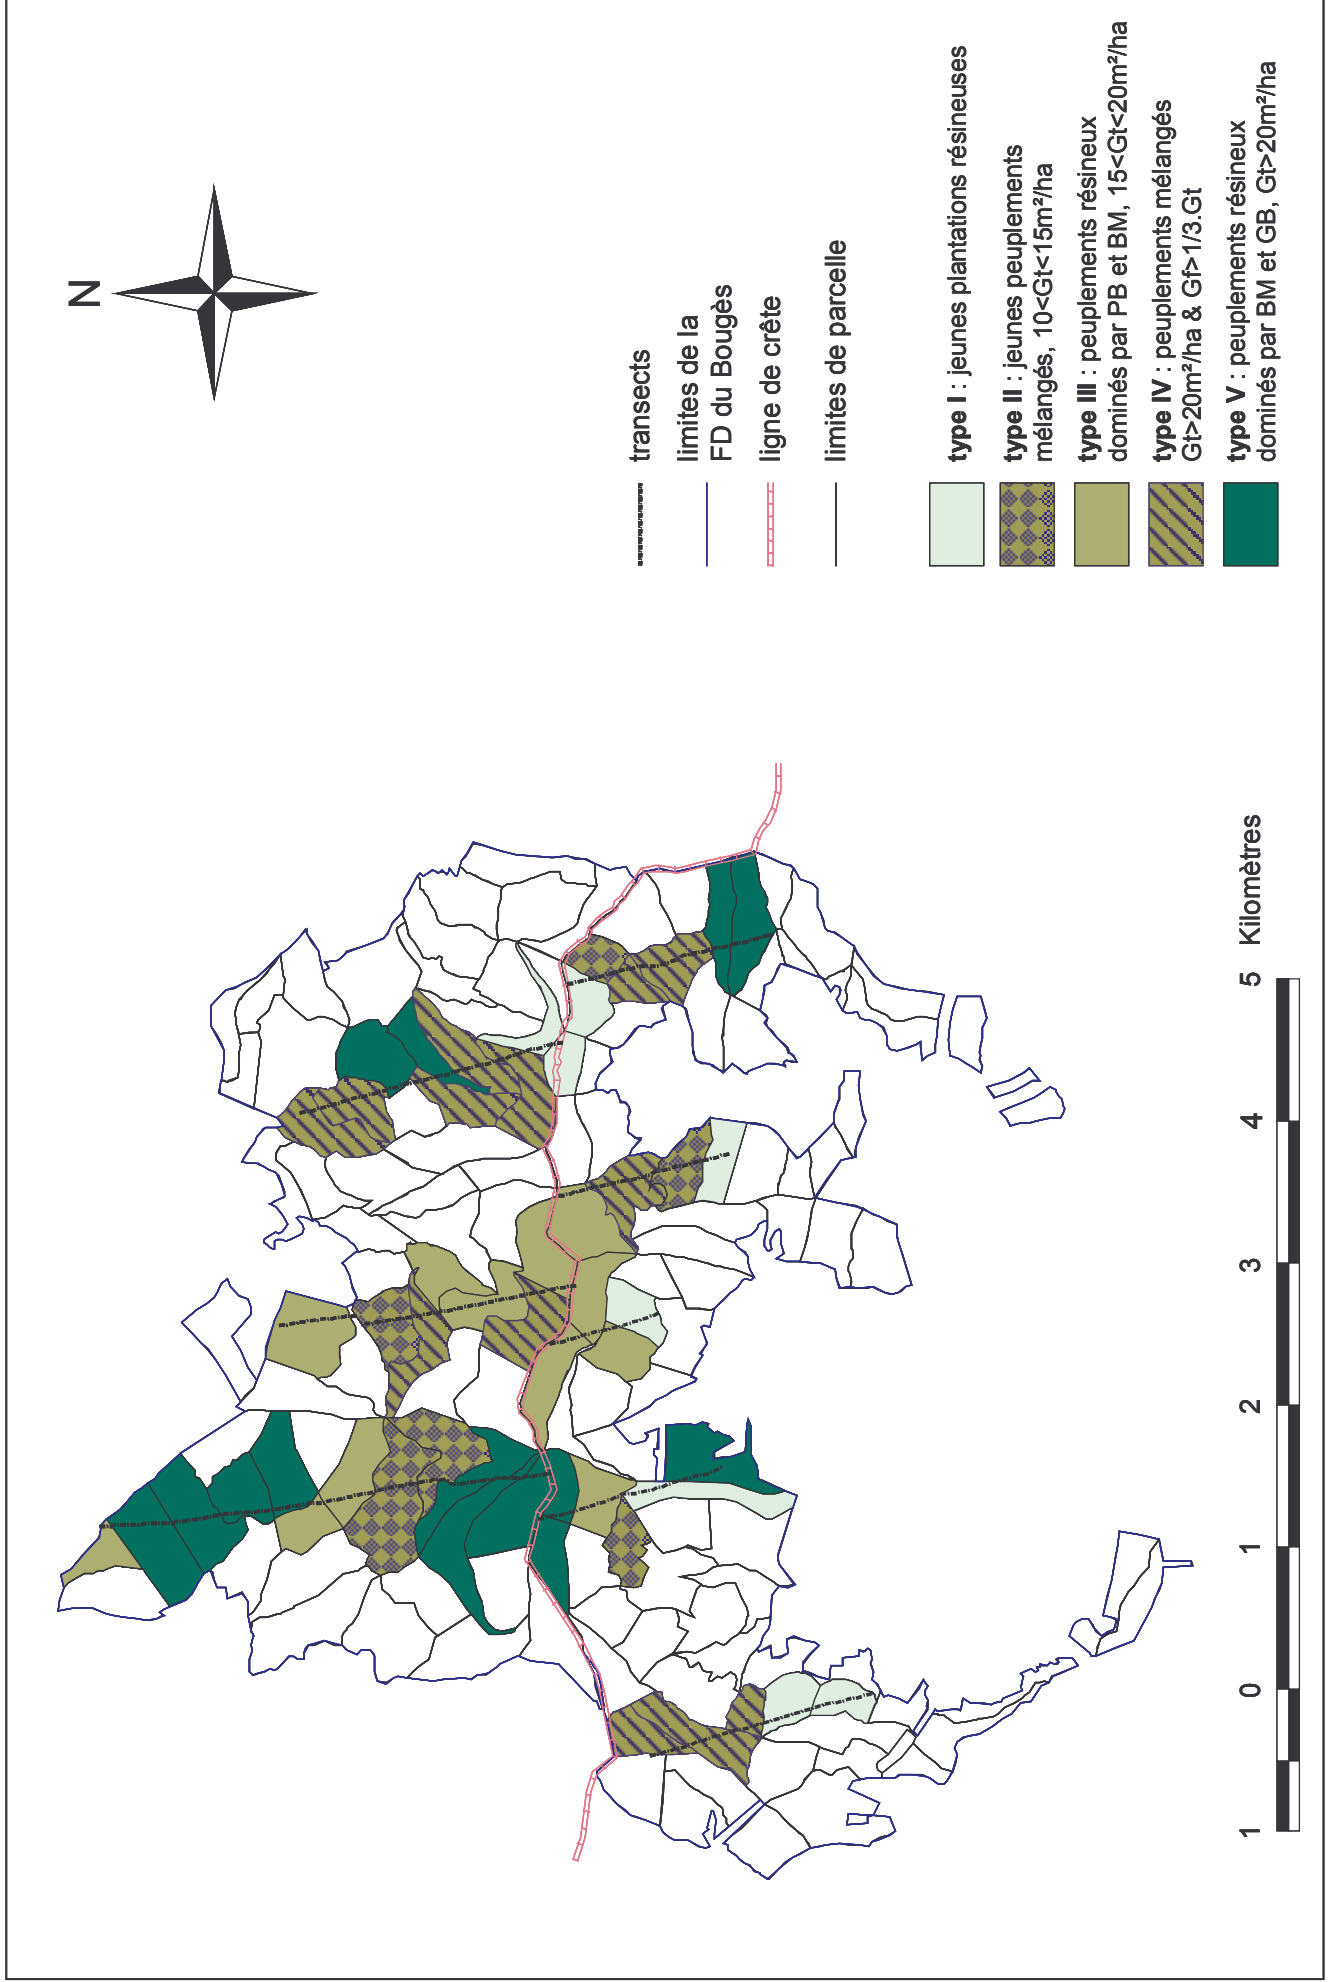 N
transects
limites de la
FD du Bougès
ligne de crête
limites de parcelle
type I : jeunes plantations résineuses
type II : jeunes peuplements
mélangés, 10<Gt<15m²/ha
type III : peuplements résineux
dominés par PB et BM, 15<Gt<20m²/ha
type IV : peuplements mélangés
Gt>20m²/ha & Gf>1/3.Gt
type V : peuplements résineux
dominés par BM et GB, Gt>20m²/ha
1 0 1 2 3 4 5 Kilomètres